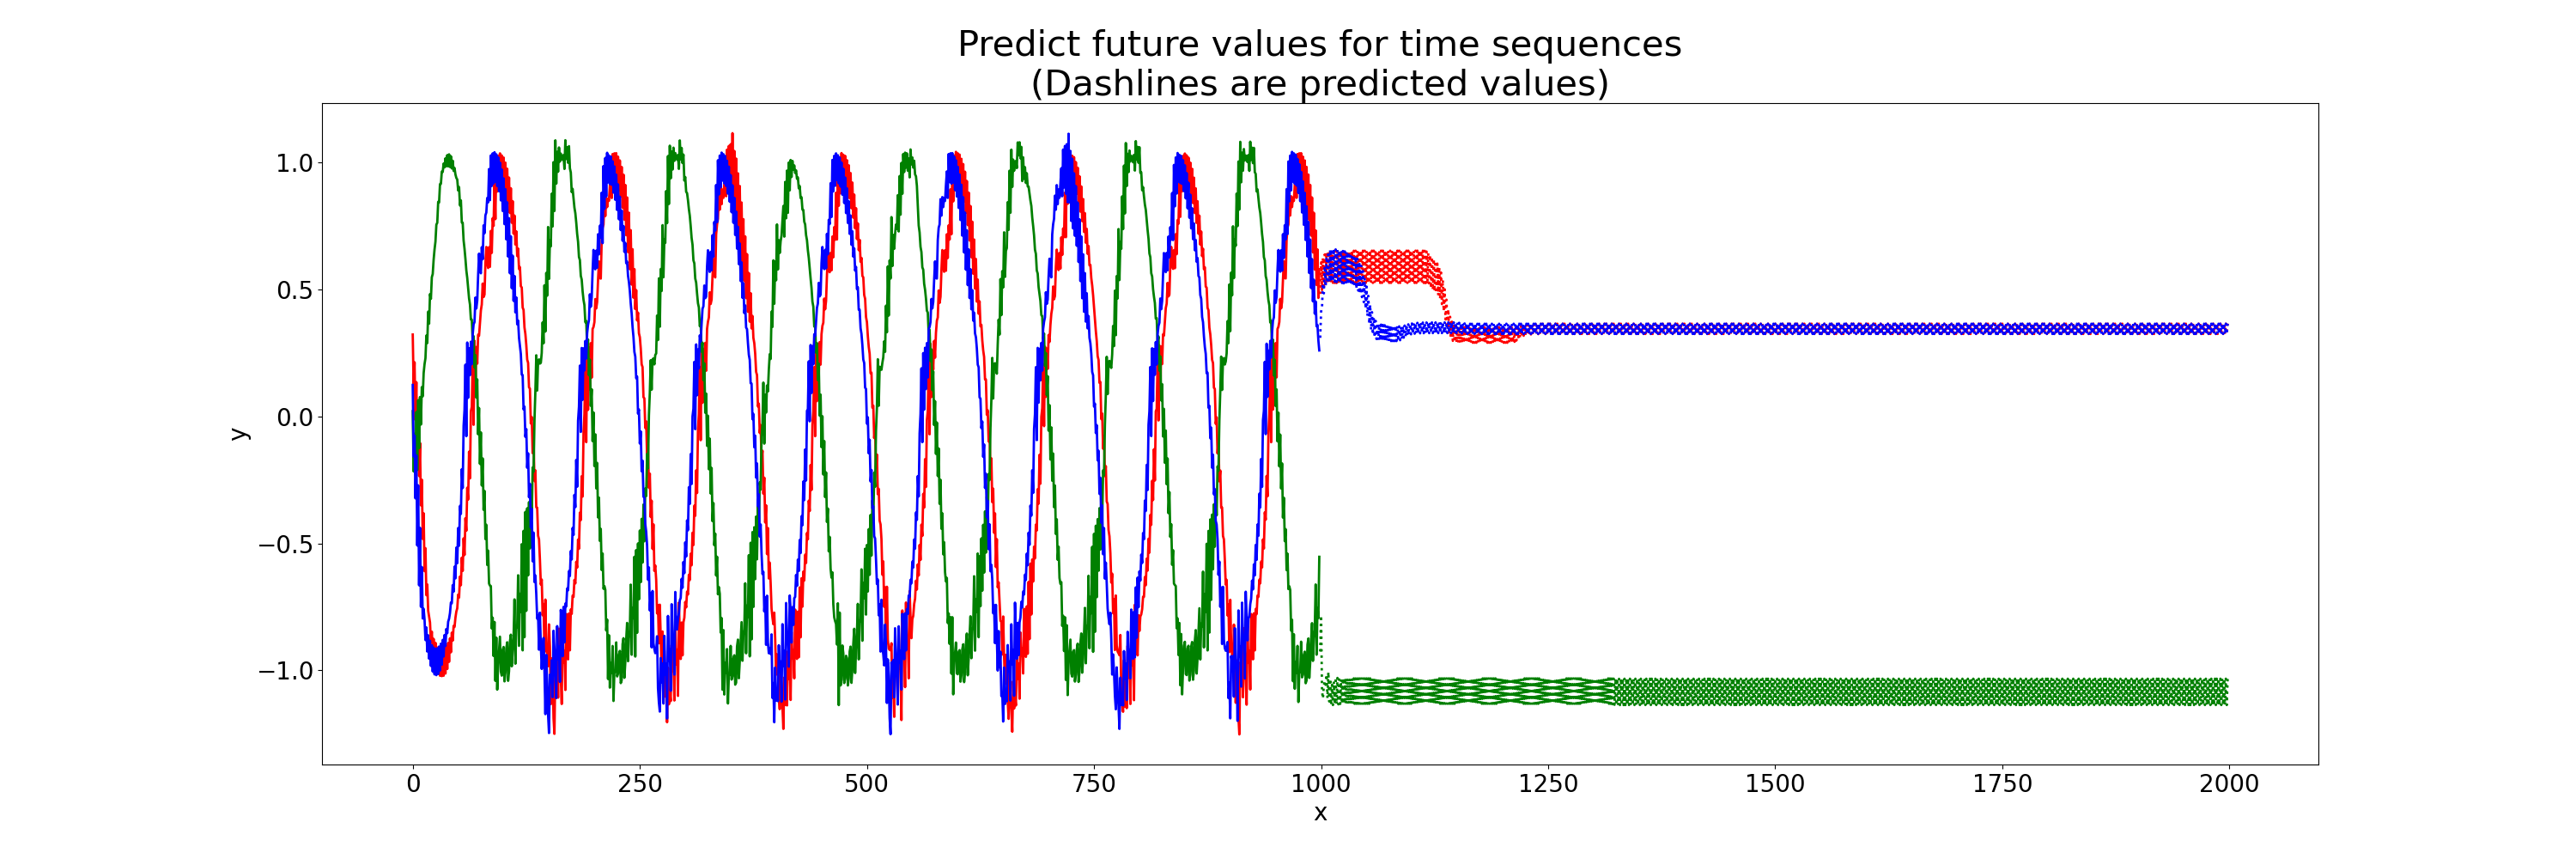 Predict future values for time sequences
(Dashlines are predicted values)
1.0
0.5
0.0
−0.5
−1.0
y
0 250 500 750 1000 1250 1500 1750 2000
x